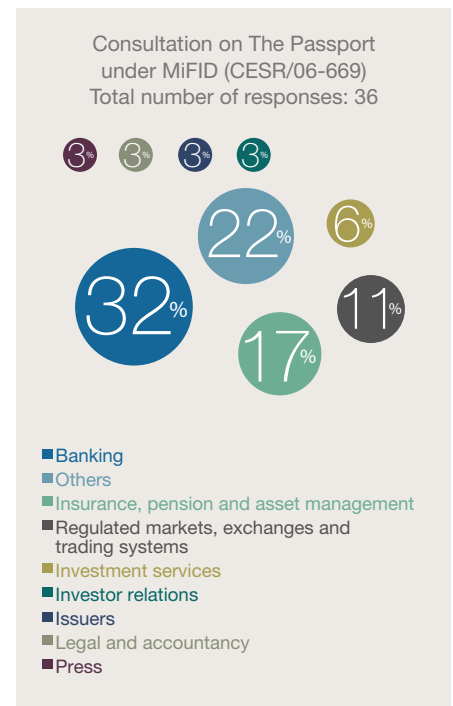 Consultation on The Passport
under MiFID (CESR/06-669)
Total number of responses: 36
3% 3% 3% 3%
22% 6%
32% 11%
17%
Banking
Others
Insurance, pension and asset management
Regulated markets, exchanges and
trading systems
Investment services
Investor relations
Issuers
Legal and accountancy
Press